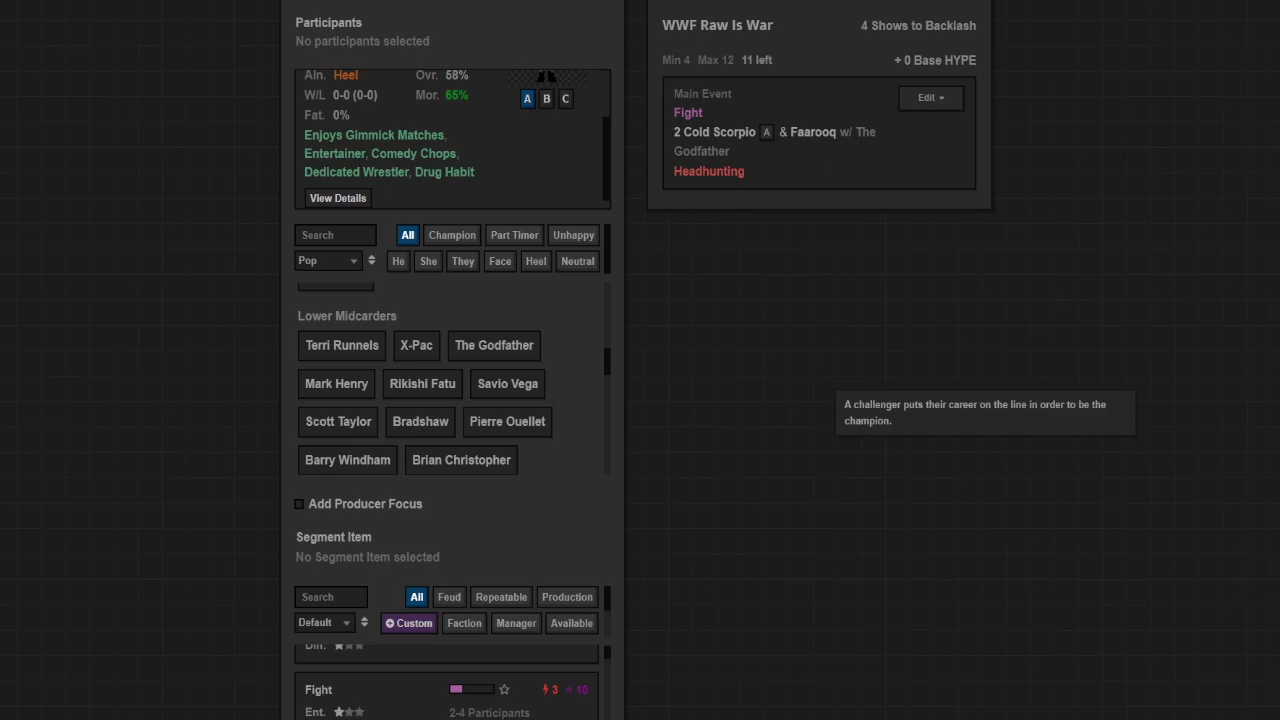 Participants
No participants selected
Aln. Heel Ovr. 58%
W/L 0-0 (0-0) Mor. 65% A B C
Fat. 0%
Enjoys Gimmick Matches,
Entertainer, Comedy Chops,
Dedicated Wrestler, Drug Habit
View Details
Search All Champion Part Timer Unhappy
Pop He She They Face Heel Neutral
Lower Midcarders
Terri Runnels X-Pac The Godfather
Mark Henry Rikishi Fatu Savio Vega
Scott Taylor Bradshaw Pierre Ouellet
Barry Windham Brian Christopher
Add Producer Focus
Segment Item
No Segment Item selected
Search All Feud Repeatable Production
Default Custom Faction Manager Available
Diff.
Fight 3 10
Ent. 2-4 Participants
WWF Raw Is War 4 Shows to Backlash
Min 4 Max 12 11 left + 0 Base HYPE
Main Event Edit
Fight
2 Cold Scorpio A & Faarooq w/ The
Godfather
Headhunting
A challenger puts their career on the line in order to be the
champion.